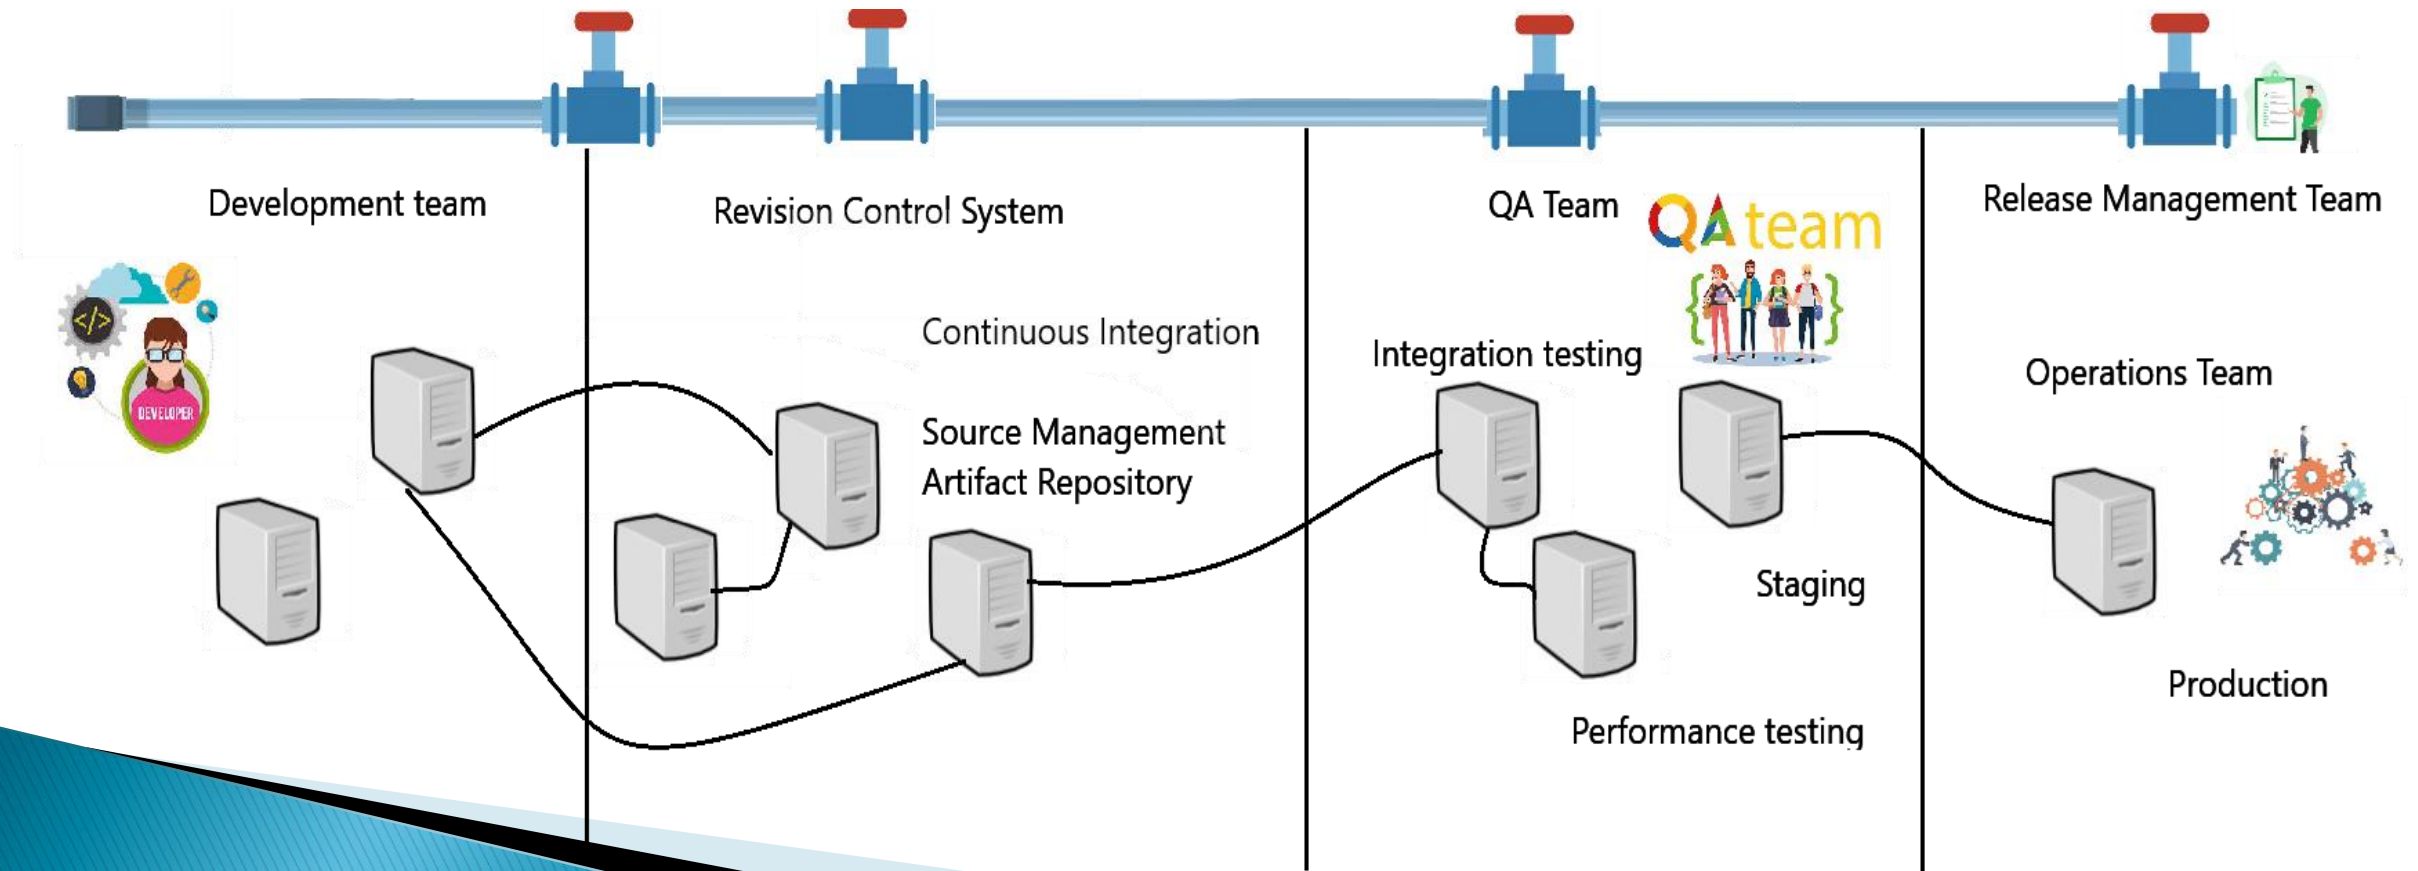 Development team
</>
DEVELOPER
Revision Control System
Continuous Integration
Source Management
Artifact Repository
QA Team
QA team
Integration testing
Staging
Performance testing
Release Management Team
Operations Team
Production